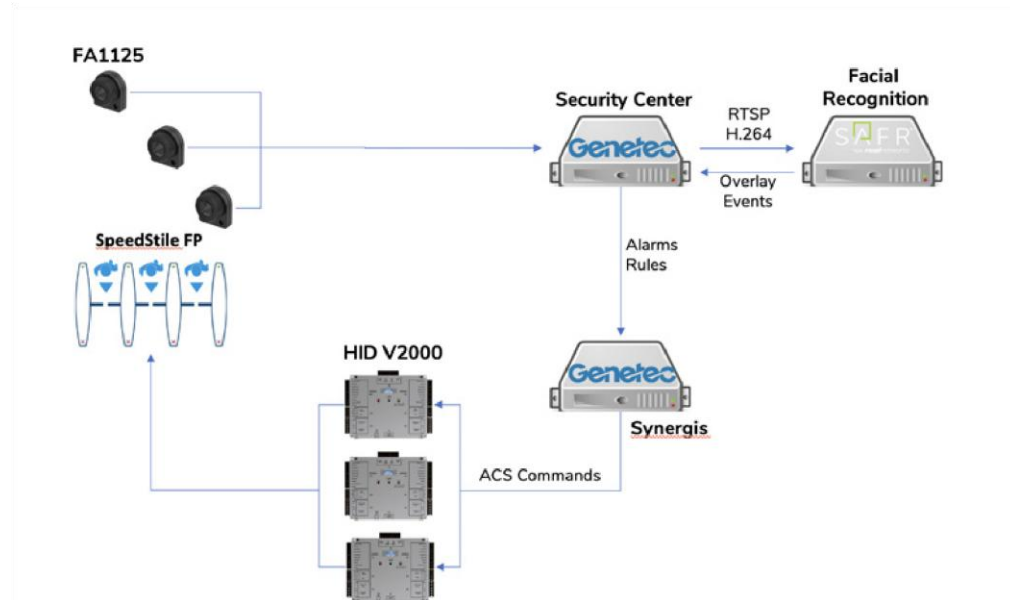 FA1125
Security Center
Genetec
RTSP
H.264
Overlay
Events
Facial
Recognition
SAFR
SpeedStile FP
Alarms
Rules
HID V2000
Genetec
Synergis
ACS Commands